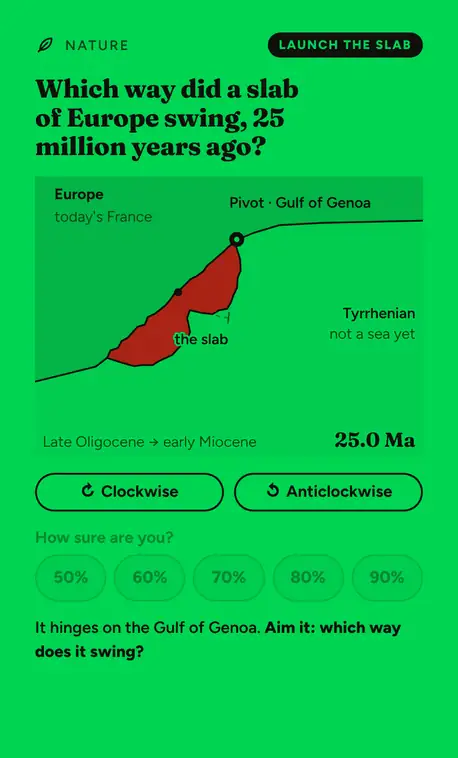 NATURE
LAUNCH THE SLAB
Which way did a slab
of Europe swing, 25
million years ago?
Europe
today's France
Pivot · Gulf of Genoa
Tyrrhenian
not a sea yet
the slab
Late Oligocene → early Miocene
25.0 Ma
↻ Clockwise
↺ Anticlockwise
How sure are you?
50%
60%
70%
80%
90%
It hinges on the Gulf of Genoa. Aim it: which way
does it swing?